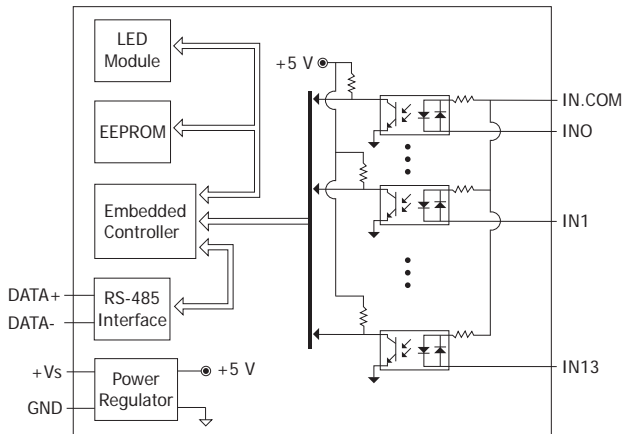 LED
Module
EEPROM
Embedded
Controller
DATA+
DATA-
RS-485
Interface
+Vs
GND
Power
Regulator
+5 V
+5 V
IN.COM
INO
IN1
IN13